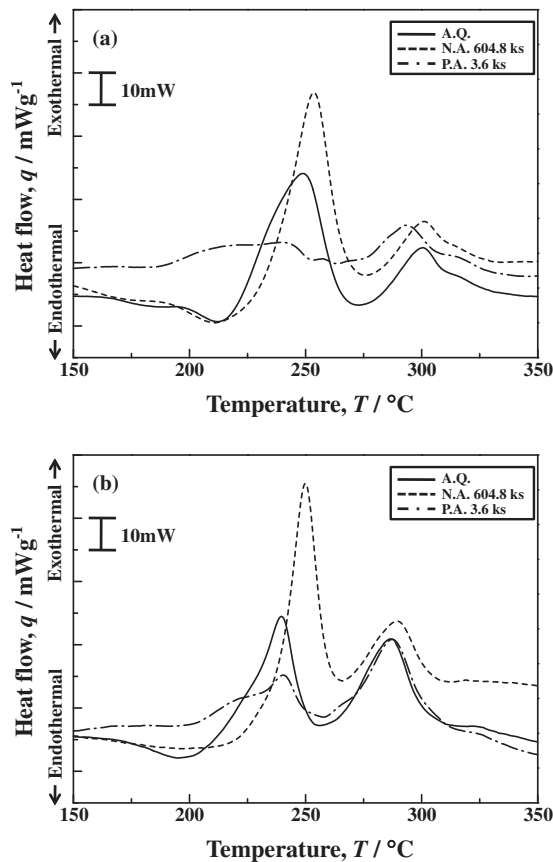 (a)
A.Q.
N.A. 604.8 ks
P.A. 3.6 ks
10mW
Heat flow, q / mWg⁻¹
← Endothermal Exothermal →
150 200 250 300 350
Temperature, T / °C
(b)
A.Q.
N.A. 604.8 ks
P.A. 3.6 ks
10mW
Heat flow, q / mWg⁻¹
← Endothermal Exothermal →
150 200 250 300 350
Temperature, T / °C